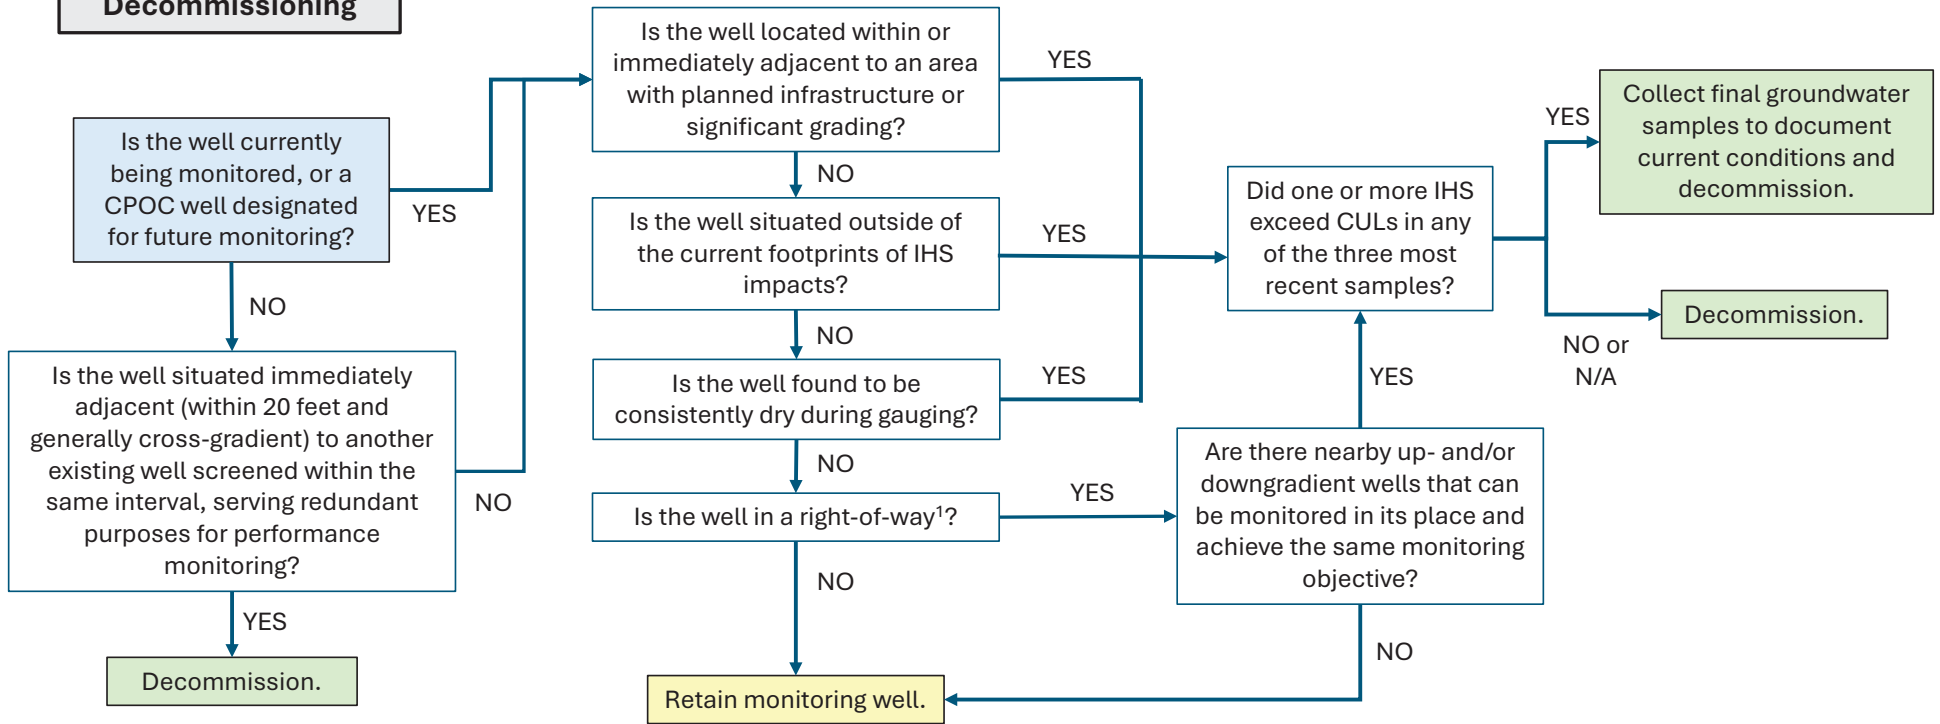 Decommissioning
Is the well currently
being monitored, or a
CPOC well designated
for future monitoring?
YES
NO
Is the well situated immediately
adjacent (within 20 feet and
generally cross-gradient) to another
existing well screened within the
same interval, serving redundant
purposes for performance
monitoring?
NO
YES
Decommission.
Is the well located within or
immediately adjacent to an area
with planned infrastructure or
significant grading?
YES
NO
Is the well situated outside of
the current footprints of IHS
impacts?
YES
NO
Is the well found to be
consistently dry during gauging?
YES
NO
Is the well in a right-of-way¹?
YES
NO
Retain monitoring well.
Are there nearby up- and/or
downgradient wells that can
be monitored in its place and
achieve the same monitoring
objective?
YES
NO
Did one or more IHS
exceed CULs in any
of the three most
recent samples?
YES
Collect final groundwater
samples to document
current conditions and
decommission.
NO or
N/A
Decommission.